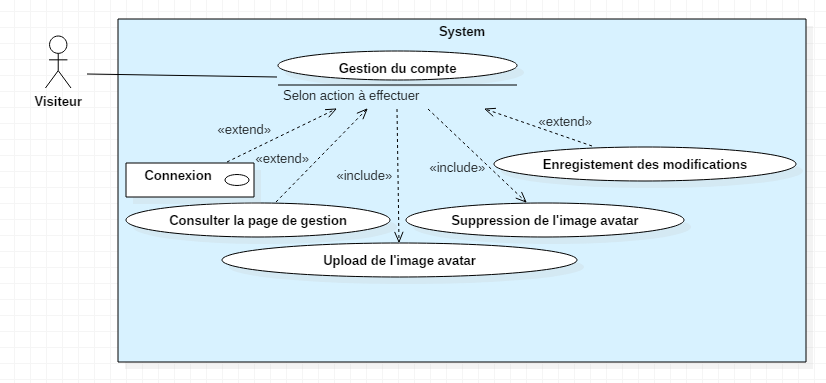 System
Gestion du compte
Selon action à effectuer
Visiteur
«extend»
«extend»
«extend»
«include»
«include»
Connexion
Enregistement des modifications
Consulter la page de gestion
Suppression de l'image avatar
Upload de l'image avatar